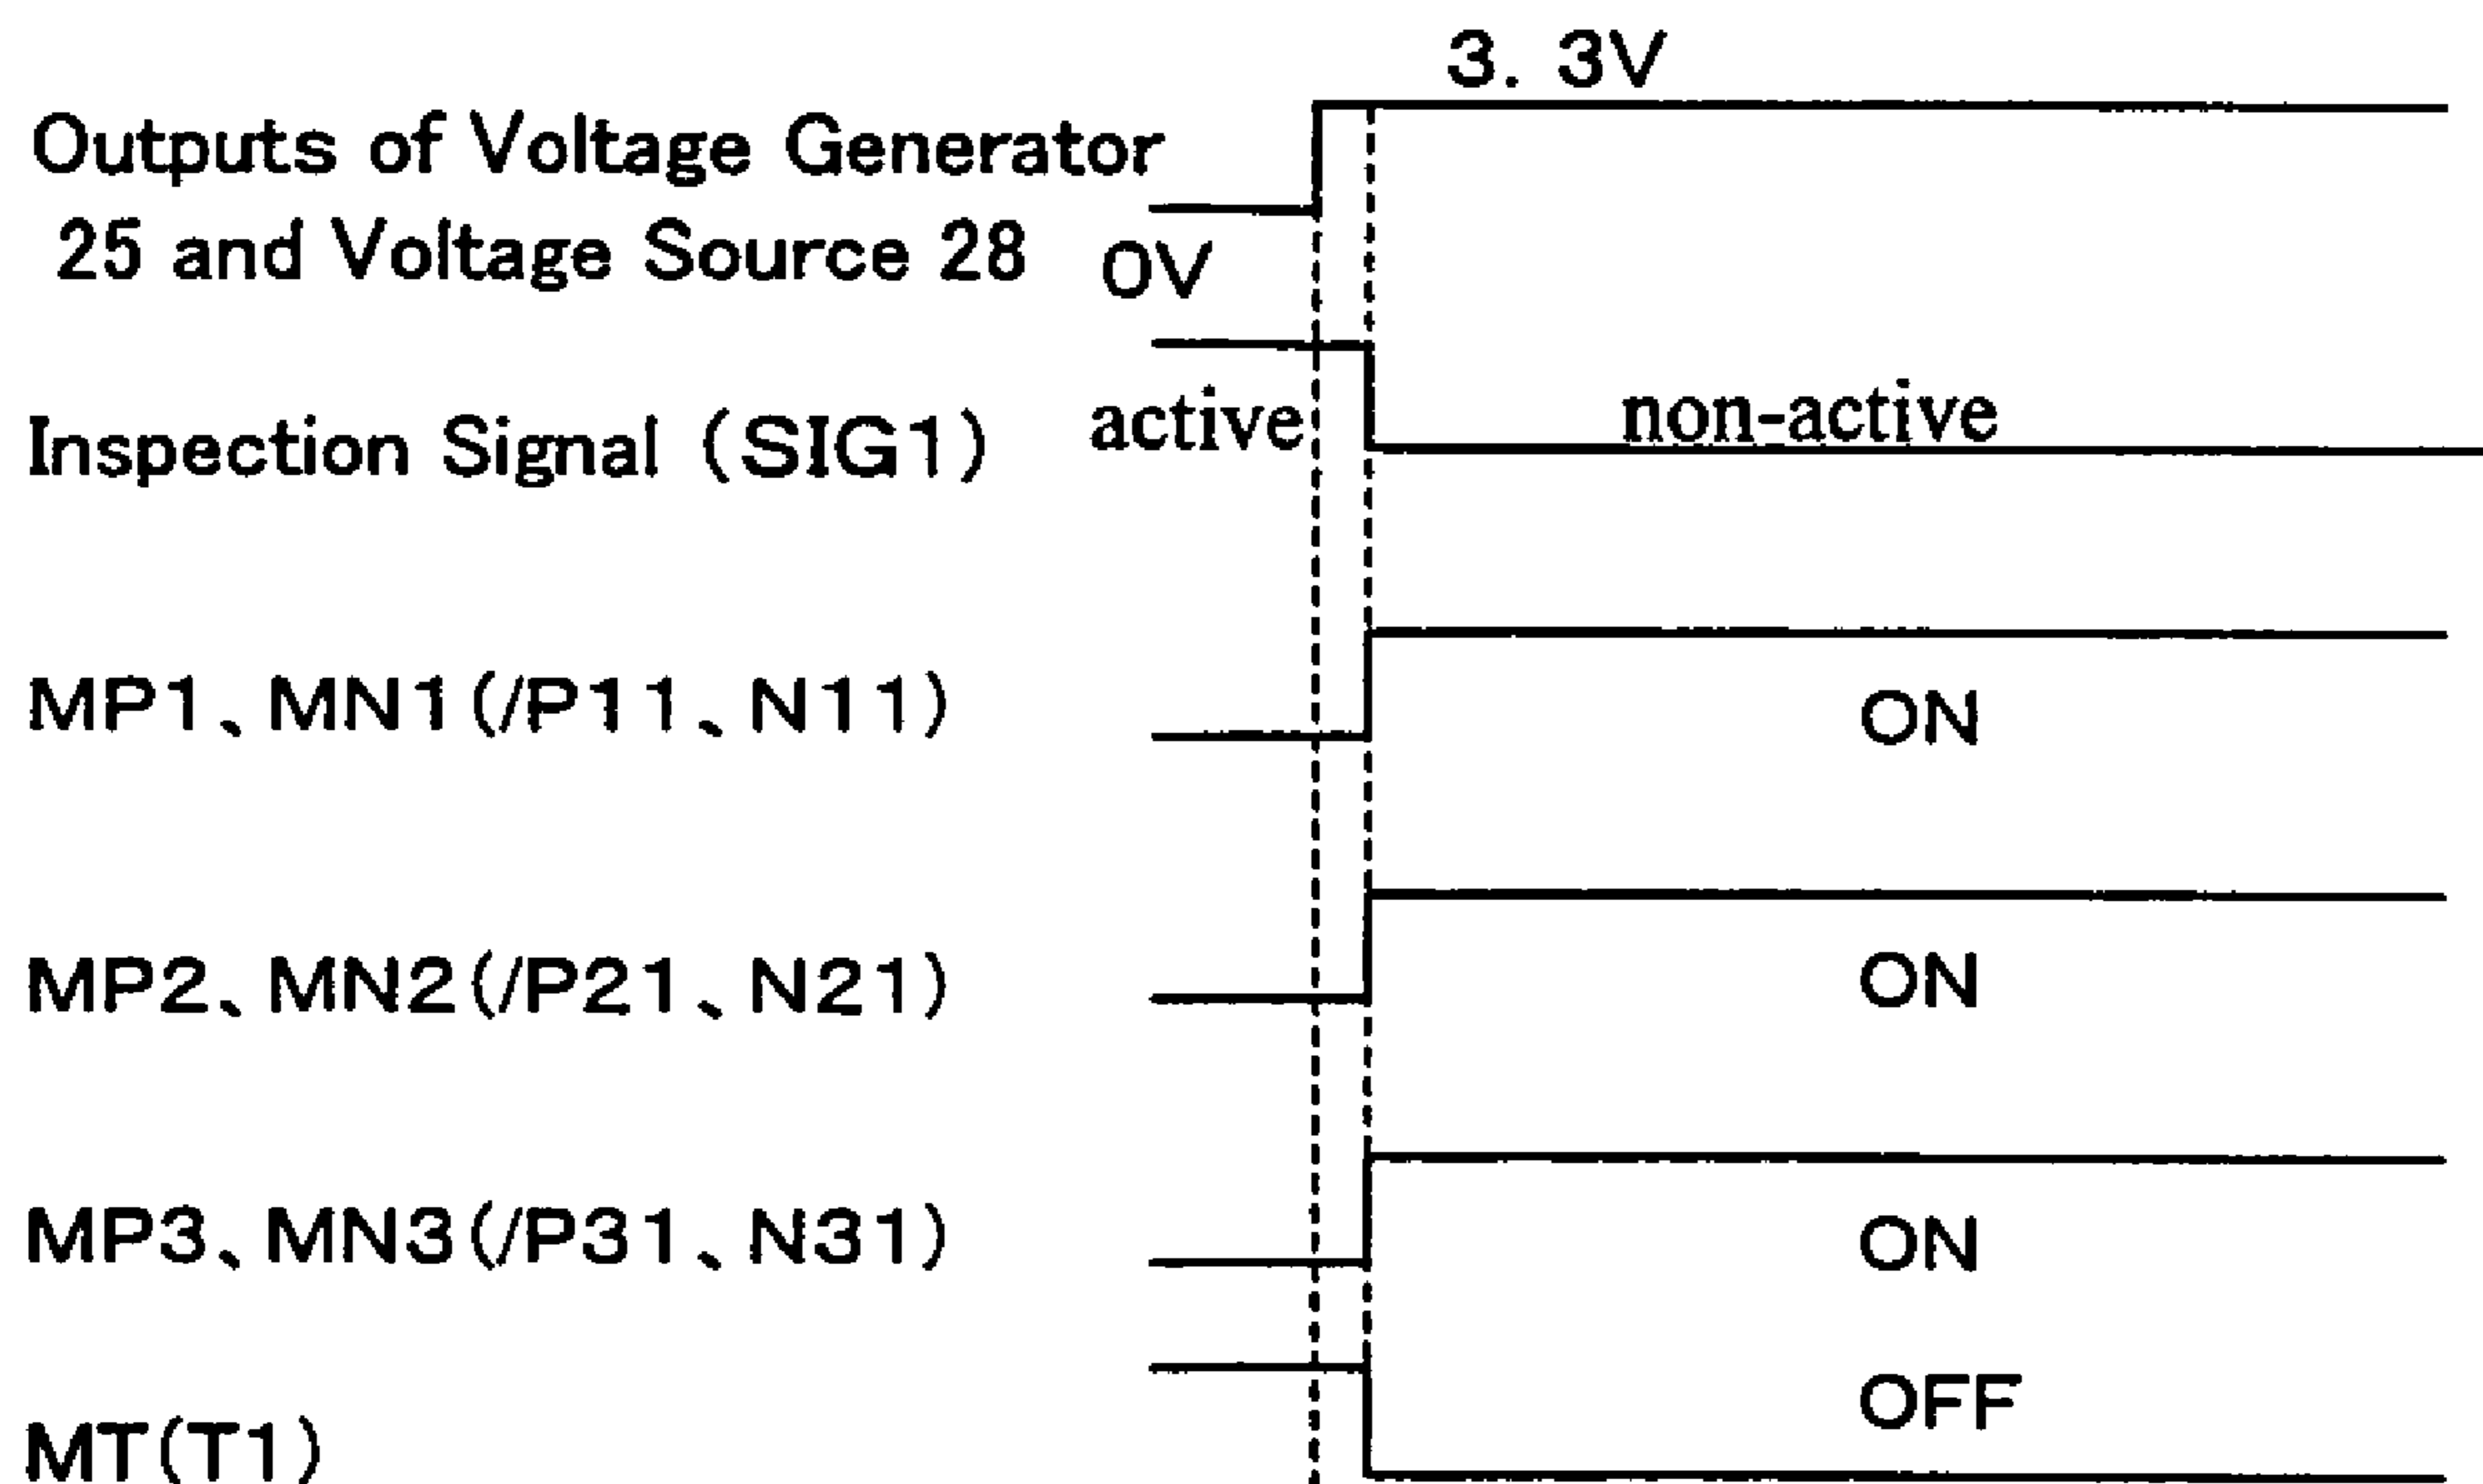 3. 3V
Outputs of Voltage Generator
25 and Voltage Source 28
0V
Inspection Signal (SIG1)
active
non-active
MP1、MN1(/P11、N11)
ON
MP2、MN2(/P21、N21)
ON
MP3、MN3(/P31、N31)
ON
MT(T1)
OFF